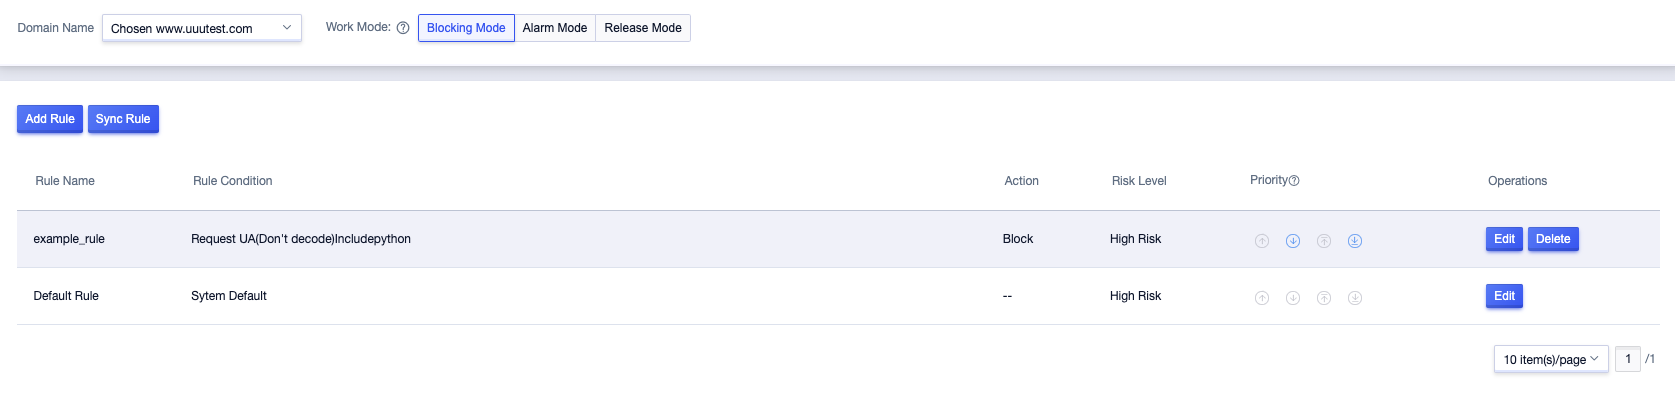 Domain Name Chosen www.uuutest.com Work Mode: Blocking Mode Alarm Mode Release Mode
Add Rule Sync Rule
Rule Name Rule Condition Action Risk Level Priority Operations
example_rule Request UA(Don't decode)Includepython Block High Risk Edit Delete
Default Rule Sytem Default -- High Risk Edit
10 item(s)/page 1 /1